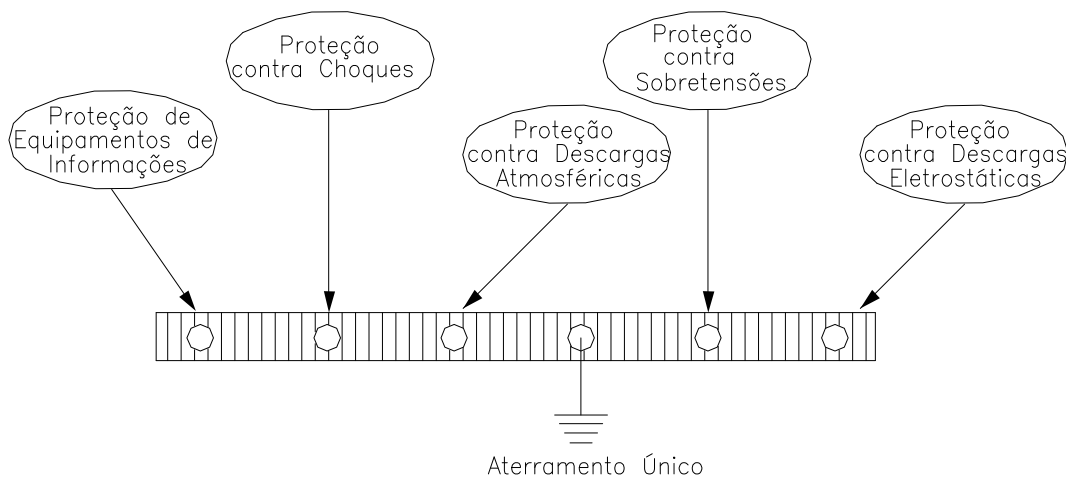 Proteção de
Equipamentos de
Informações
Proteção
contra Choques
Proteção
contra Descargas
Atmosféricas
Proteção
contra
Sobretensões
Proteção
contra Descargas
Eletrostáticas
Aterramento Único